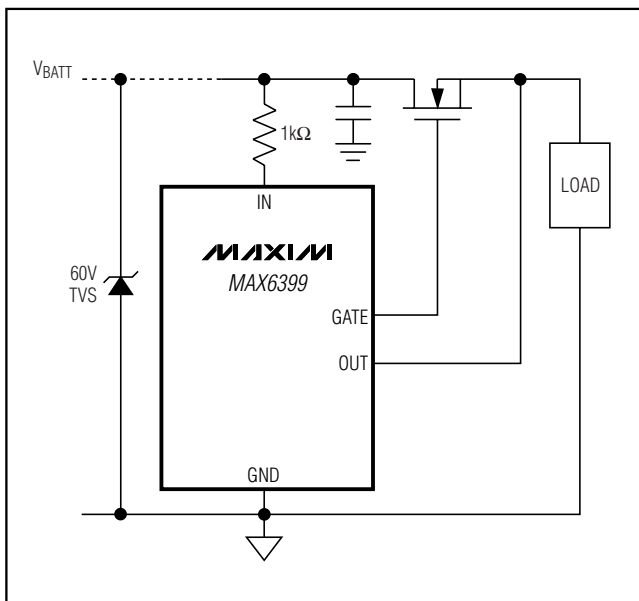 VBATT
1kΩ
IN
LOAD
MAXIM
MAX6399
60V
TVS
GATE
OUT
GND